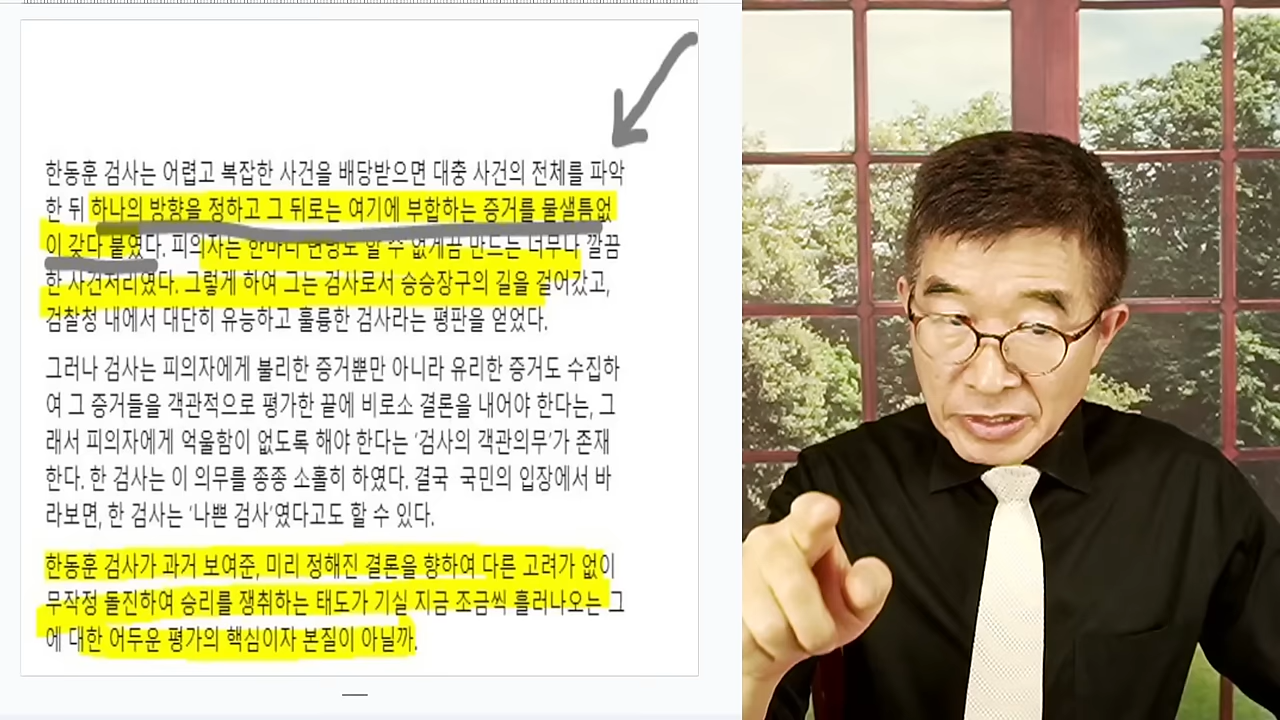 한동훈 검사는 어렵고 복잡한 사건을 배당받으면 대충 사건의 전체를 파악
한 뒤 하나의 방향을 정하고 그 뒤로는 여기에 부합하는 증거를 물샐틈없
이 갖다 붙였다. 피의자는 한마디 변명도 할 수 없게끔 만드는 너무나 깔끔
한 사건처리였다. 그렇게 하여 그는 검사로서 승승장구의 길을 걸어갔고,
검찰청 내에서 대단히 유능하고 훌륭한 검사라는 평판을 얻었다.
그러나 검사는 피의자에게 불리한 증거뿐만 아니라 유리한 증거도 수집하
여 그 증거들을 객관적으로 평가한 끝에 비로소 결론을 내어야 한다는, 그
래서 피의자에게 억울함이 없도록 해야 한다는 '검사의 객관의무'가 존재
한다. 한 검사는 이 의무를 종종 소홀히 하였다. 결국 국민의 입장에서 바
라보면, 한 검사는 '나쁜 검사'였다고도 할 수 있다.
한동훈 검사가 과거 보여준, 미리 정해진 결론을 향하여 다른 고려가 없이
무작정 돌진하여 승리를 쟁취하는 태도가 기실 지금 조금씩 흘러나오는 그
에 대한 어두운 평가의 핵심이자 본질이 아닐까.